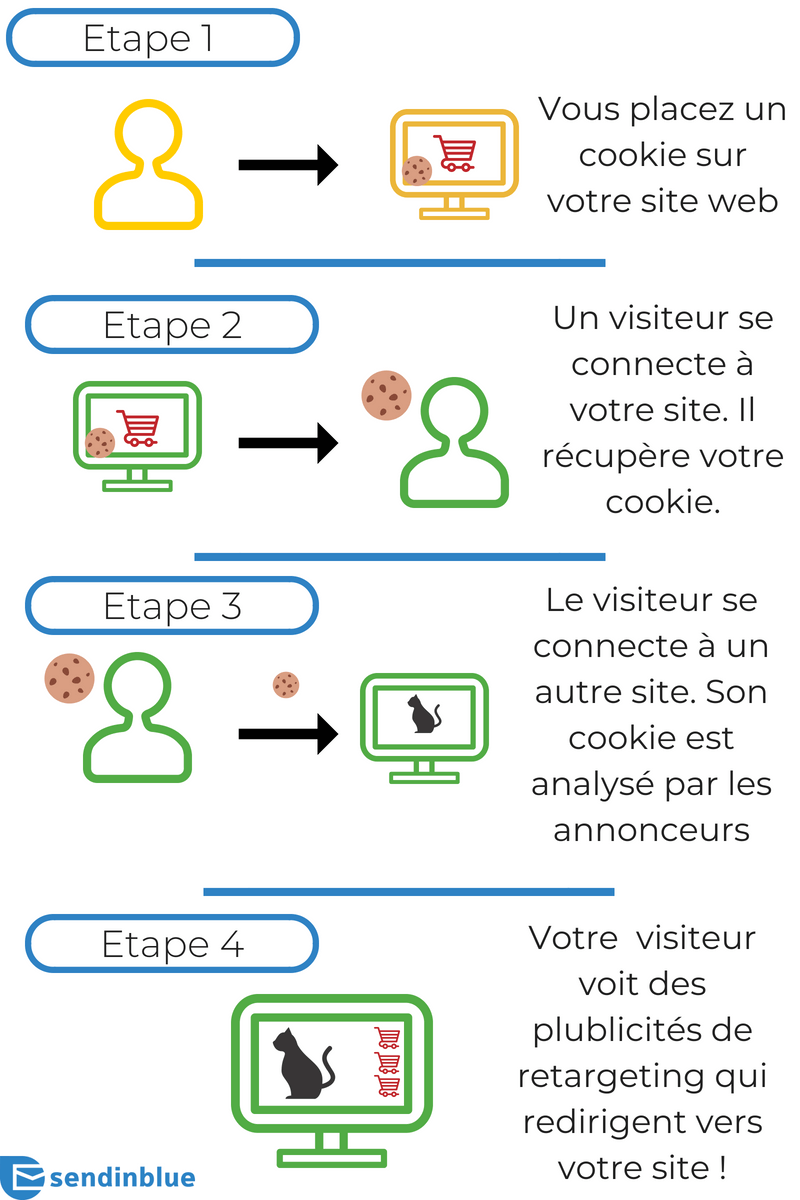 Etape 1
Vous placez un
cookie sur
votre site web
Etape 2
Un visiteur se
connecte à
votre site. Il
récupère votre
cookie.
Etape 3
Le visiteur se
connecte à un
autre site. Son
cookie est
analysé par les
annonceurs
Etape 4
Votre visiteur
voit des
plublicités de
retargeting qui
redirigent vers
votre site !
sendinblue